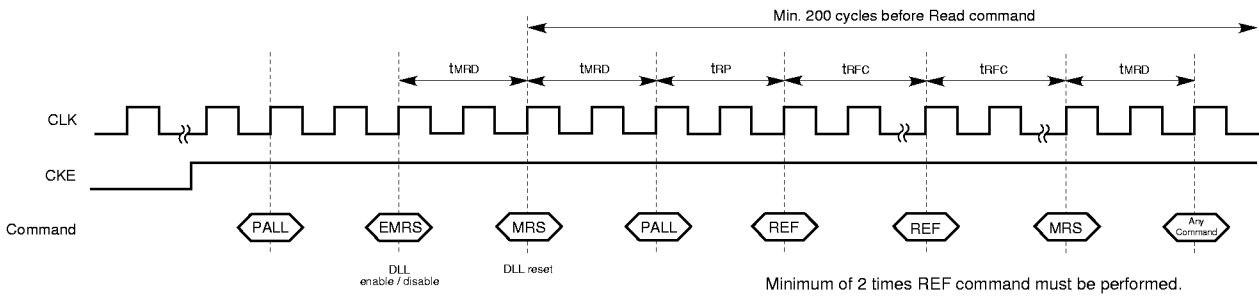 Min. 200 cycles before Read command
tMRD tMRD tRP tRFC tRFC tMRD
CLK
CKE
Command PALL EMRS MRS PALL REF REF MRS Any Command
DLL enable / disable
DLL reset
Minimum of 2 times REF command must be performed.